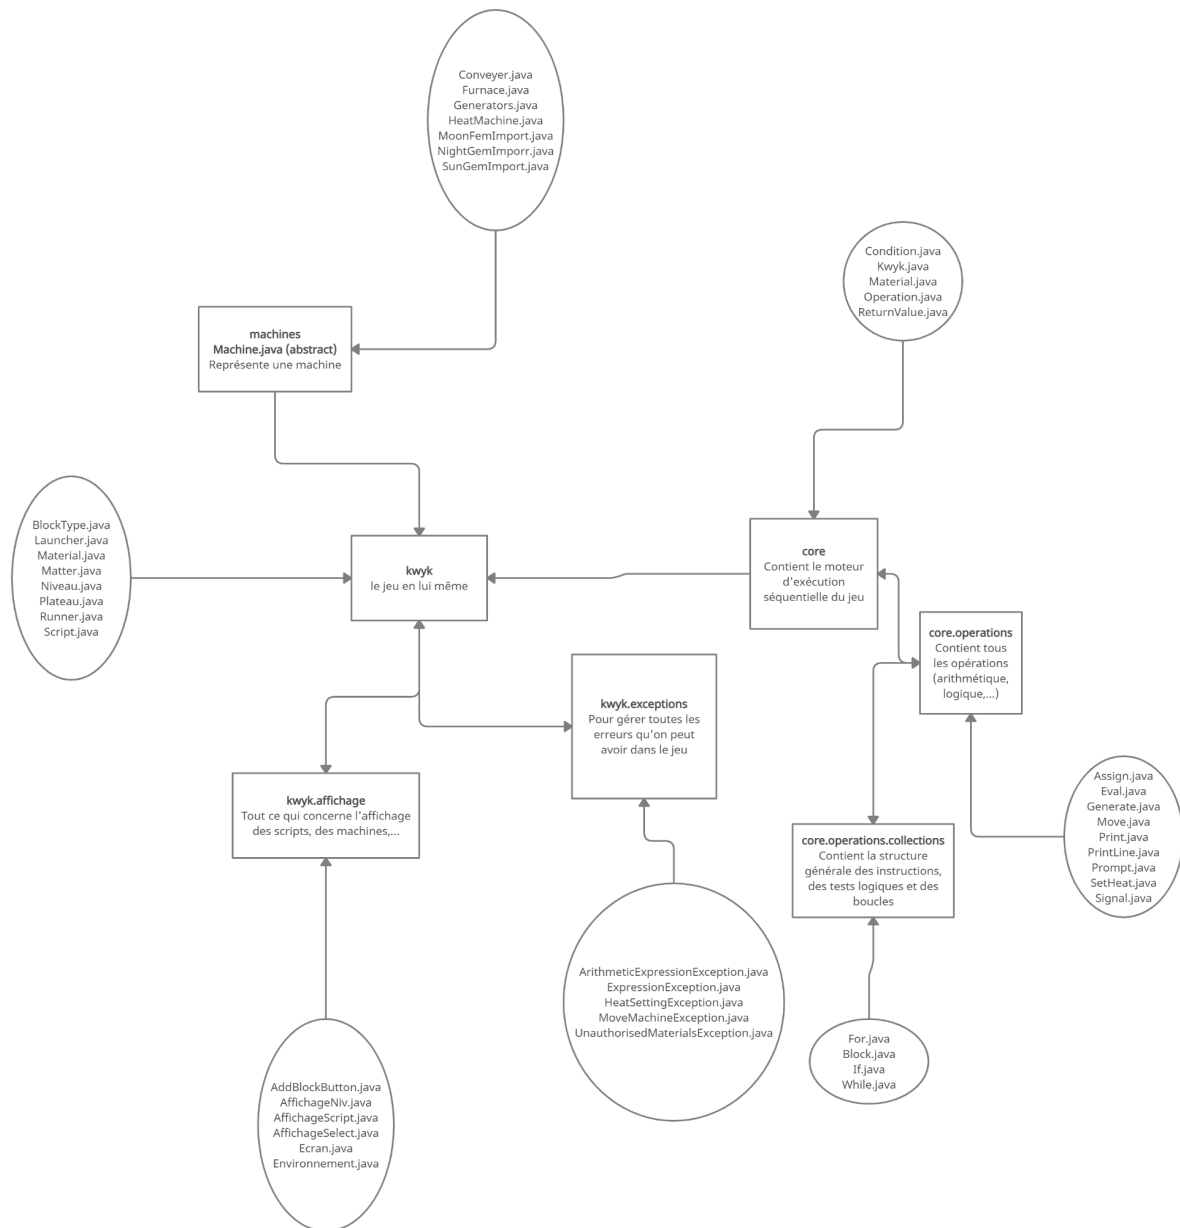 Conveyer.java
Furnace.java
Generators.java
HeatMachine.java
MoonFemImport.java
NightGemImporr.java
SunGemImport.java
Condition.java
Kwyk.java
Material.java
Operation.java
ReturnValue.java
machines
Machine.java (abstract)
Représente une machine
BlockType.java
Launcher.java
Material.java
Matter.java
Niveau.java
Plateau.java
Runner.java
Script.java
kwyk
le jeu en lui même
core
Contient le moteur
d'exécution
séquentielle du jeu
core.operations
Contient tous
les opérations
(arithmétique,
logique,...)
kwyk.exceptions
Pour gérer toutes les
erreurs qu'on peut
avoir dans le jeu
kwyk.affichage
Tout ce qui concerne l'affichage
des scripts, des machines,...
Assign.java
Eval.java
Generate.java
Move.java
Print.java
PrintLine.java
Prompt.java
SetHeat.java
Signal.java
core.operations.collections
Contient la structure
générale des instructions,
des tests logiques et des
boucles
ArithmeticExpressionException.java
ExpressionException.java
HeatSettingException.java
MoveMachineException.java
UnauthorisedMaterialsException.java
For.java
Block.java
If.java
While.java
AddBlockButton.java
AffichageNiv.java
AffichageScript.java
AffichageSelect.java
Ecran.java
Environnement.java